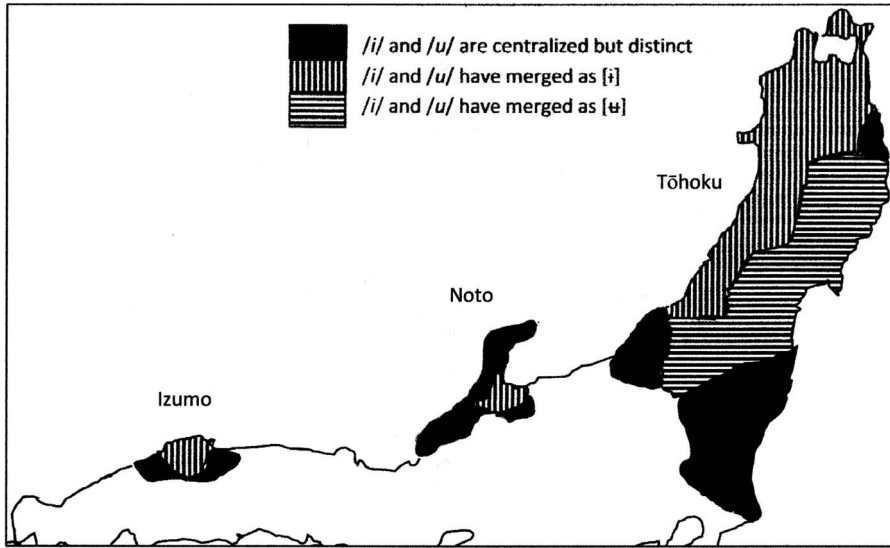 /i/ and /u/ are centralized but distinct
/i/ and /u/ have merged as [ɨ]
/i/ and /u/ have merged as [ʉ]
Tōhoku
Noto
Izumo